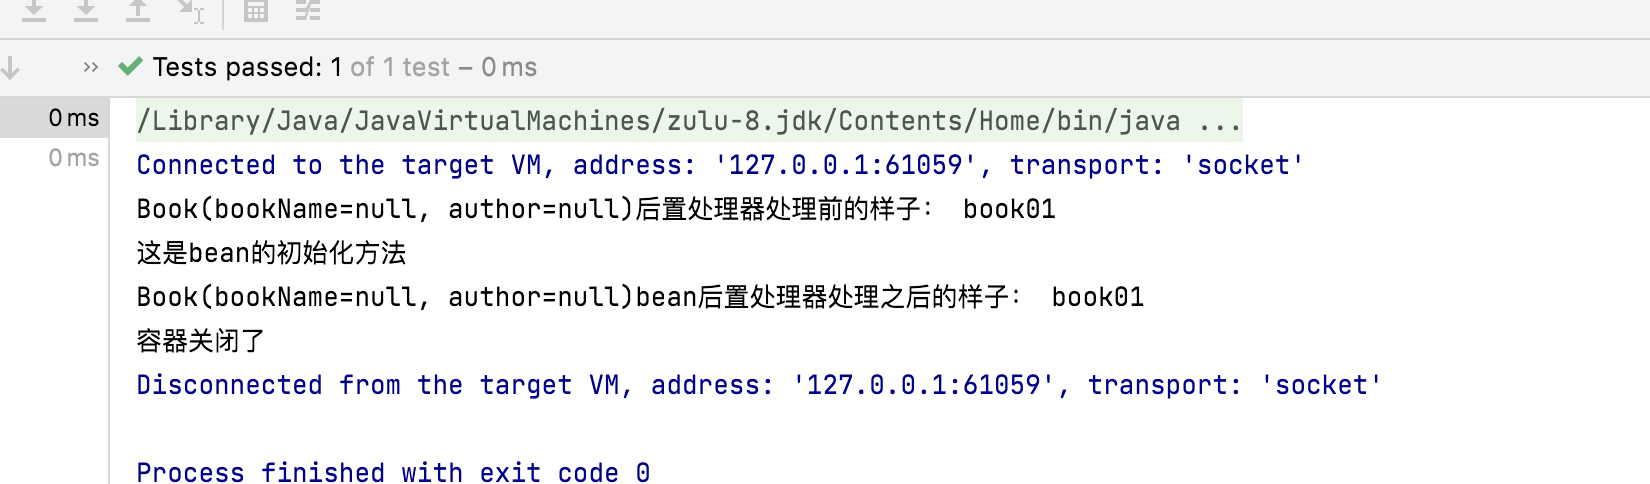 » Tests passed: 1 of 1 test – 0 ms
0 ms /Library/Java/JavaVirtualMachines/zulu-8.jdk/Contents/Home/bin/java ...
0 ms Connected to the target VM, address: '127.0.0.1:61059', transport: 'socket'
Book(bookName=null, author=null)后置处理器处理前的样子： book01
这是bean的初始化方法
Book(bookName=null, author=null)bean后置处理器处理之后的样子： book01
容器关闭了
Disconnected from the target VM, address: '127.0.0.1:61059', transport: 'socket'
Process finished with exit code 0